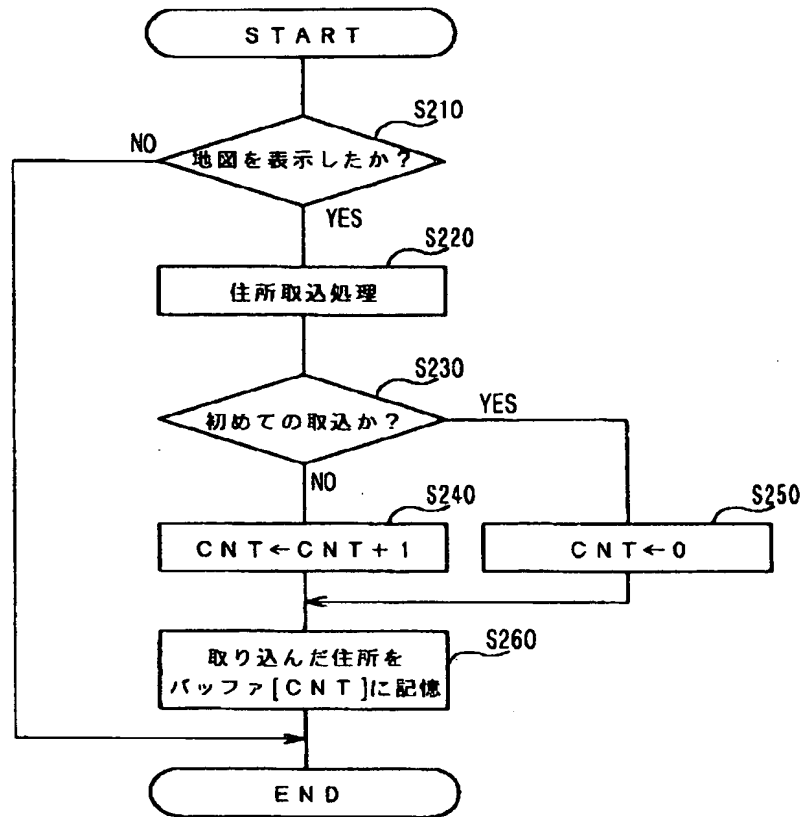 START
S210
NO
地図を表示したか？
YES
S220
住所取込処理
S230
初めての取込か？
YES
NO
S240
CNT←CNT+1
S250
CNT←0
S260
取り込んだ住所を
バッファ[CNT]に記憶
END